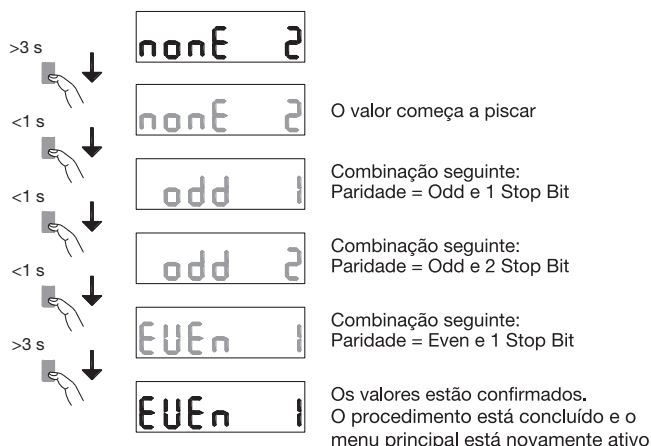 nonE 2
>3 s
nonE 2
O valor começa a piscar
<1 s
odd 1
Combinação seguinte:
Paridade = Odd e 1 Stop Bit
<1 s
odd 2
Combinação seguinte:
Paridade = Odd e 2 Stop Bit
<1 s
EUEn 1
Combinação seguinte:
Paridade = Even e 1 Stop Bit
>3 s
EUEn 1
Os valores estão confirmados.
O procedimento está concluído e o
menu principal está novamente ativo